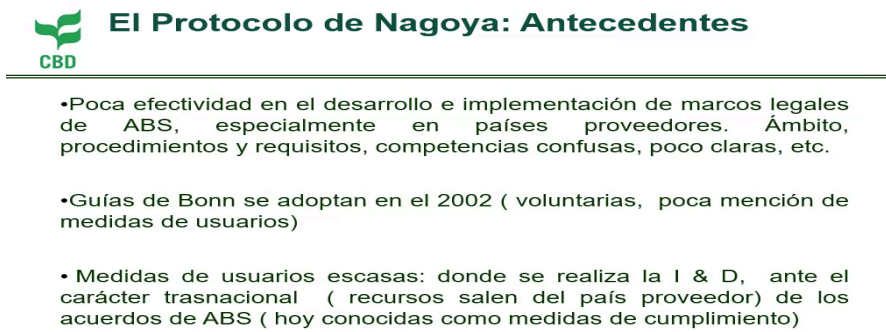 El Protocolo de Nagoya: Antecedentes
CBD
•Poca efectividad en el desarrollo e implementación de marcos legales
de ABS, especialmente en países proveedores. Ámbito,
procedimientos y requisitos, competencias confusas, poco claras, etc.
•Guías de Bonn se adoptan en el 2002 ( voluntarias, poca mención de
medidas de usuarios)
• Medidas de usuarios escasas: donde se realiza la I & D, ante el
carácter trasnacional ( recursos salen del país proveedor) de los
acuerdos de ABS ( hoy conocidas como medidas de cumplimiento)